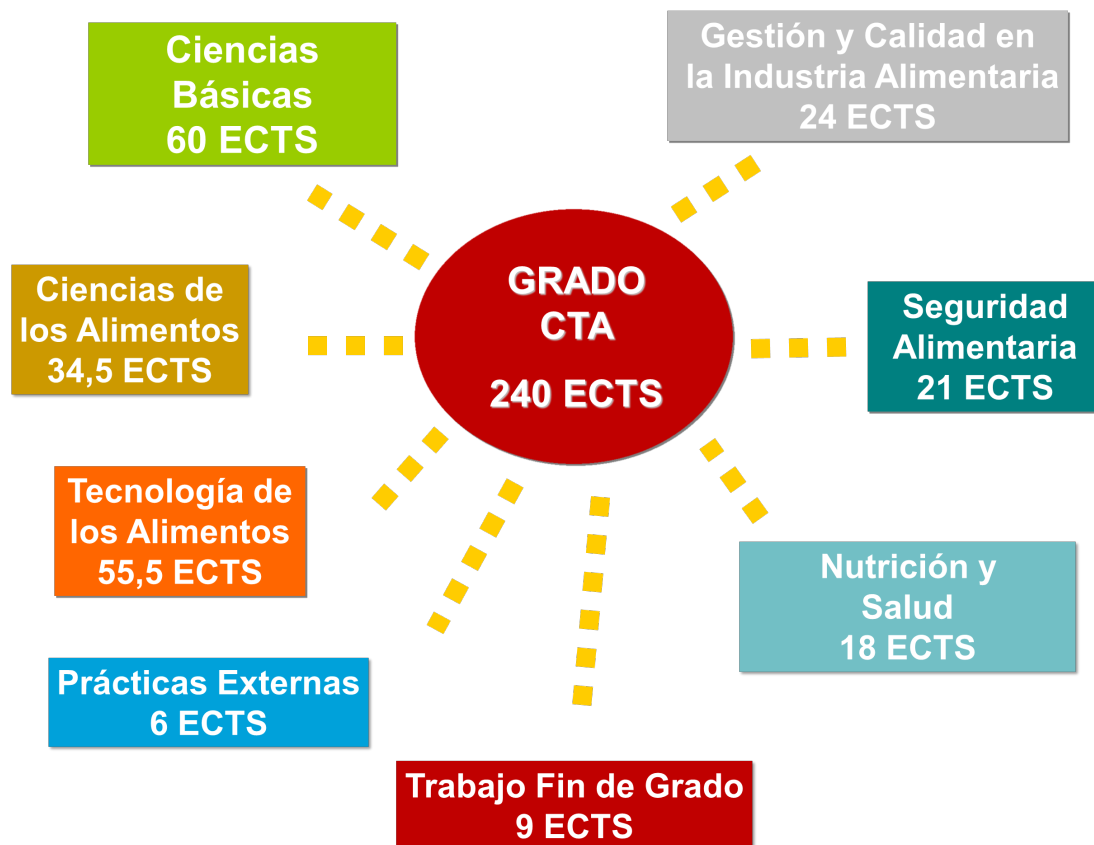 Ciencias
Básicas
60 ECTS
Gestión y Calidad en
la Industria Alimentaria
24 ECTS
GRADO
CTA
240 ECTS
Ciencias de
los Alimentos
34,5 ECTS
Seguridad
Alimentaria
21 ECTS
Tecnología de
los Alimentos
55,5 ECTS
Nutrición y
Salud
18 ECTS
Prácticas Externas
6 ECTS
Trabajo Fin de Grado
9 ECTS